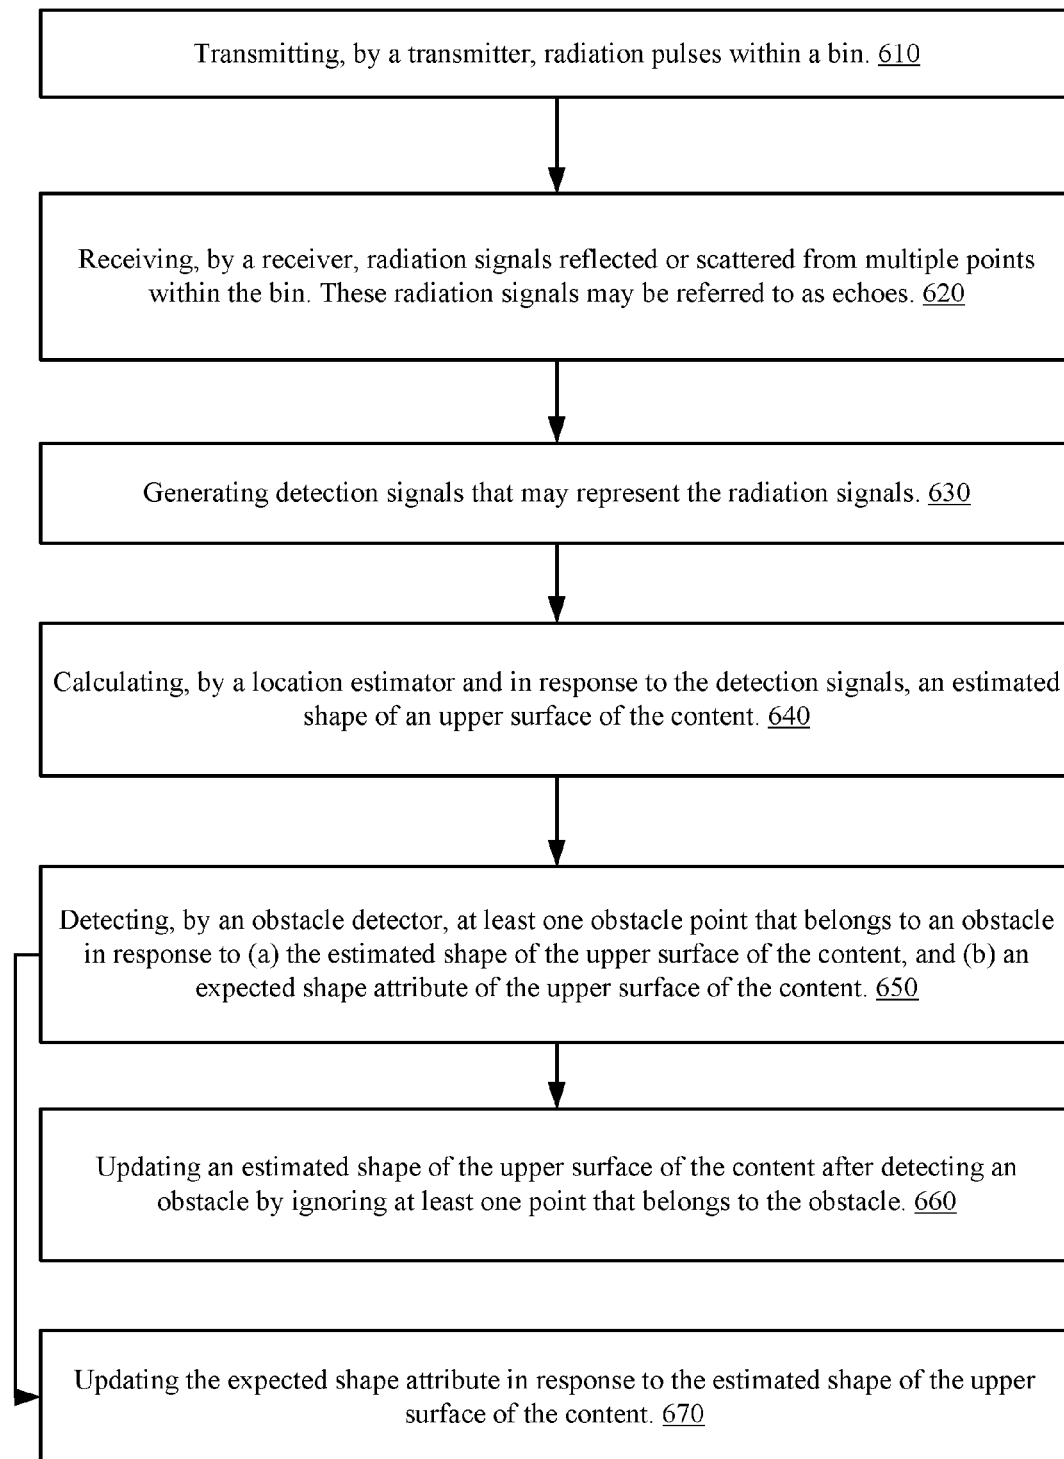 Transmitting, by a transmitter, radiation pulses within a bin. 610
Receiving, by a receiver, radiation signals reflected or scattered from multiple points
within the bin. These radiation signals may be referred to as echoes. 620
Generating detection signals that may represent the radiation signals. 630
Calculating, by a location estimator and in response to the detection signals, an estimated
shape of an upper surface of the content. 640
Detecting, by an obstacle detector, at least one obstacle point that belongs to an obstacle
in response to (a) the estimated shape of the upper surface of the content, and (b) an
expected shape attribute of the upper surface of the content. 650
Updating an estimated shape of the upper surface of the content after detecting an
obstacle by ignoring at least one point that belongs to the obstacle. 660
Updating the expected shape attribute in response to the estimated shape of the upper
surface of the content. 670